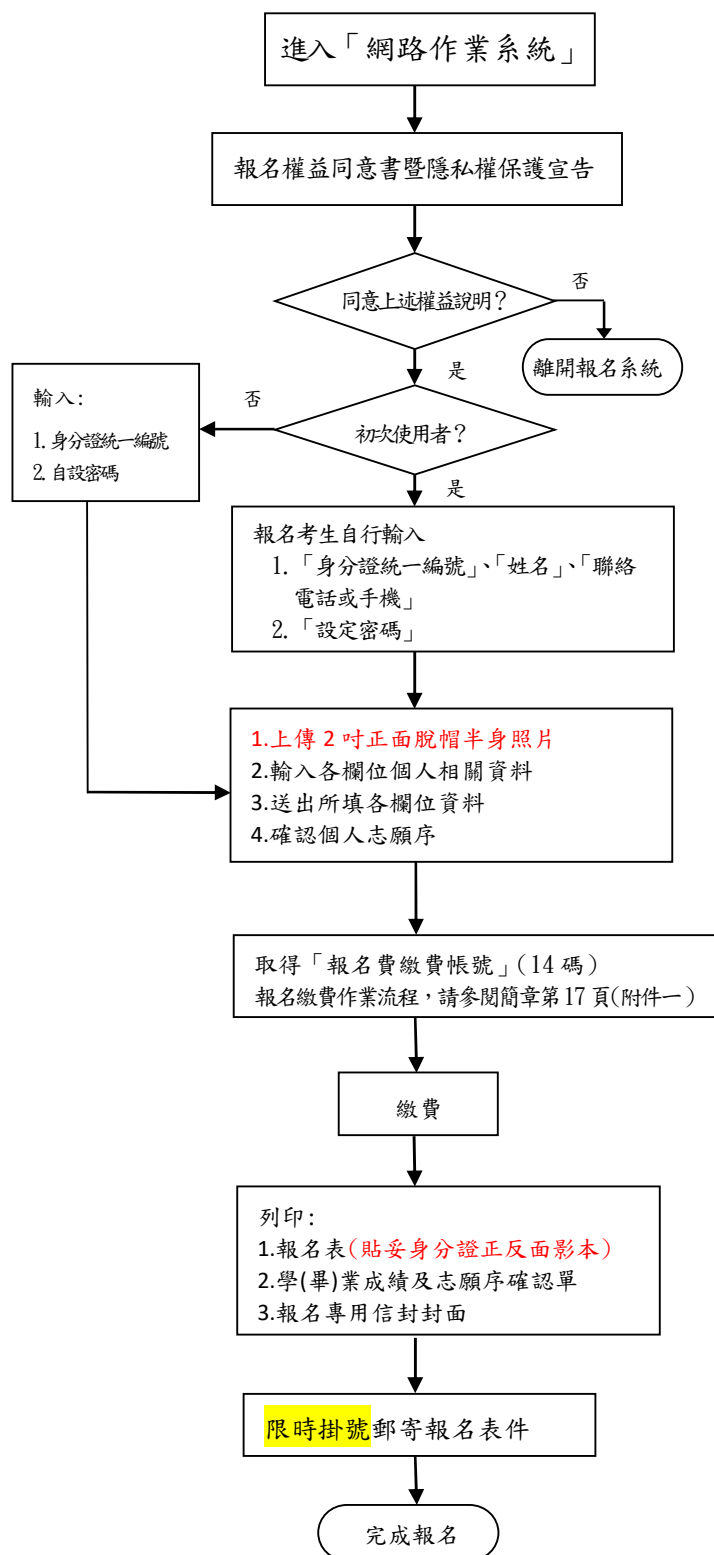 進入「網路作業系統」
報名權益同意書暨隱私權保護宣告
同意上述權益說明？
否
離開報名系統
是
初次使用者？
否
輸入：
1. 身分證統一編號
2. 自設密碼
是
報名考生自行輸入
1. 「身分證統一編號」、「姓名」、「聯絡
電話或手機」
2. 「設定密碼」
1.上傳 2 吋正面脫帽半身照片
2.輸入各欄位個人相關資料
3.送出所填各欄位資料
4.確認個人志願序
取得「報名費繳費帳號」(14 碼)
報名繳費作業流程，請參閱簡章第 17 頁(附件一)
繳費
列印：
1.報名表(貼妥身分證正反面影本)
2.學(畢)業成績及志願序確認單
3.報名專用信封封面
限時掛號郵寄報名表件
完成報名